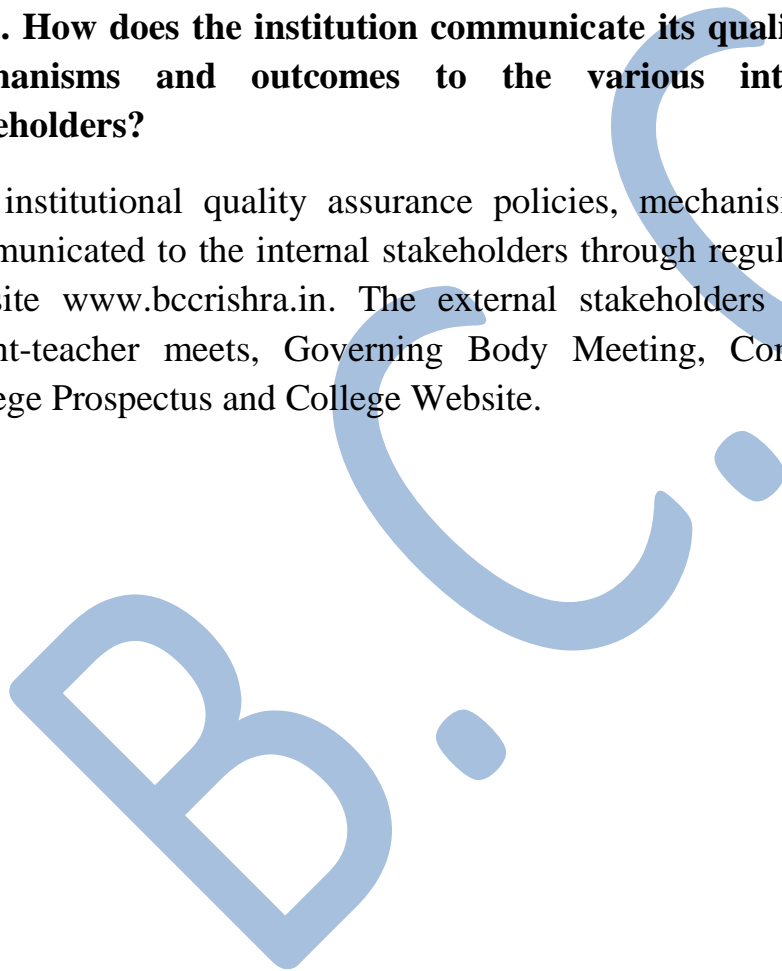 . How does the institution communicate its quali
hanisms and outcomes to the various int
eholders?
institutional quality assurance policies, mechanis
municated to the internal stakeholders through regul
site www.bccrishra.in. The external stakeholders
nt-teacher meets, Governing Body Meeting, Con
ege Prospectus and College Website.
B.C.